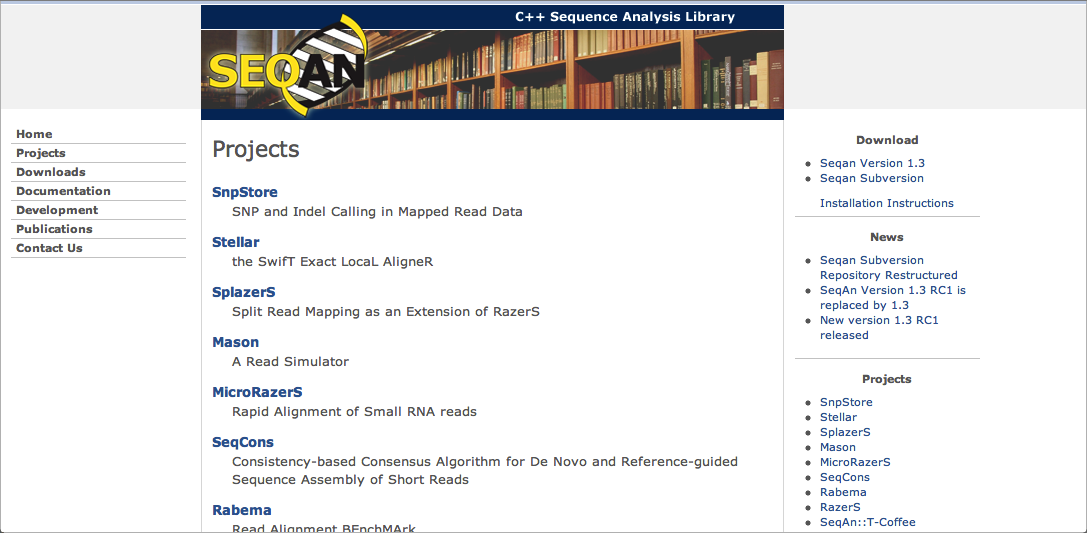 C++ Sequence Analysis Library
SEQAN
Home
Projects
Downloads
Documentation
Development
Publications
Contact Us
Projects
SnpStore
SNP and Indel Calling in Mapped Read Data
Stellar
the SwifT Exact LocaL AligneR
SplazerS
Split Read Mapping as an Extension of RazerS
Mason
A Read Simulator
MicroRazerS
Rapid Alignment of Small RNA reads
SeqCons
Consistency-based Consensus Algorithm for De Novo and Reference-guided
Sequence Assembly of Short Reads
Rabema
Read Alignment BEnchMArk
Download
Seqan Version 1.3
Seqan Subversion
Installation Instructions
News
Seqan Subversion
Repository Restructured
SeqAn Version 1.3 RC1 is
replaced by 1.3
New version 1.3 RC1
released
Projects
SnpStore
Stellar
SplazerS
Mason
MicroRazerS
SeqCons
Rabema
RazerS
SeqAn::T-Coffee